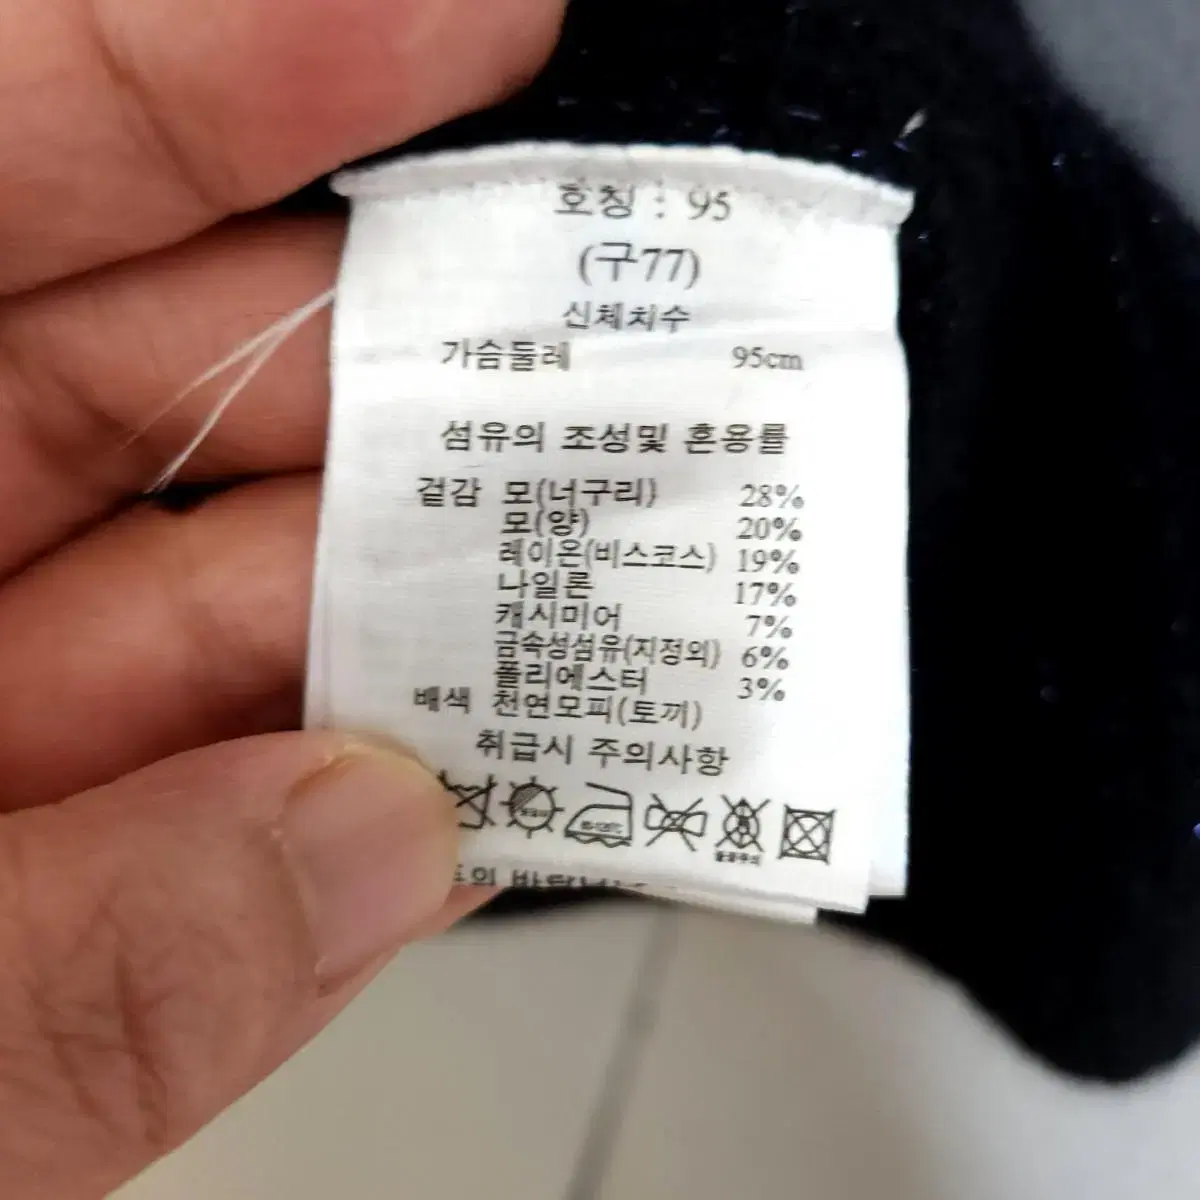 호칭 : 95
(구77)
신체치수
가슴둘레 95cm
섬유의 조성및 혼용률
겉감 모(너구리) 28%
모(양) 20%
레이온(비스코스) 19%
나일론 17%
캐시미어 7%
금속성섬유(지정외) 6%
폴리에스터 3%
배색 천연모피(토끼)
취급시 주의사항